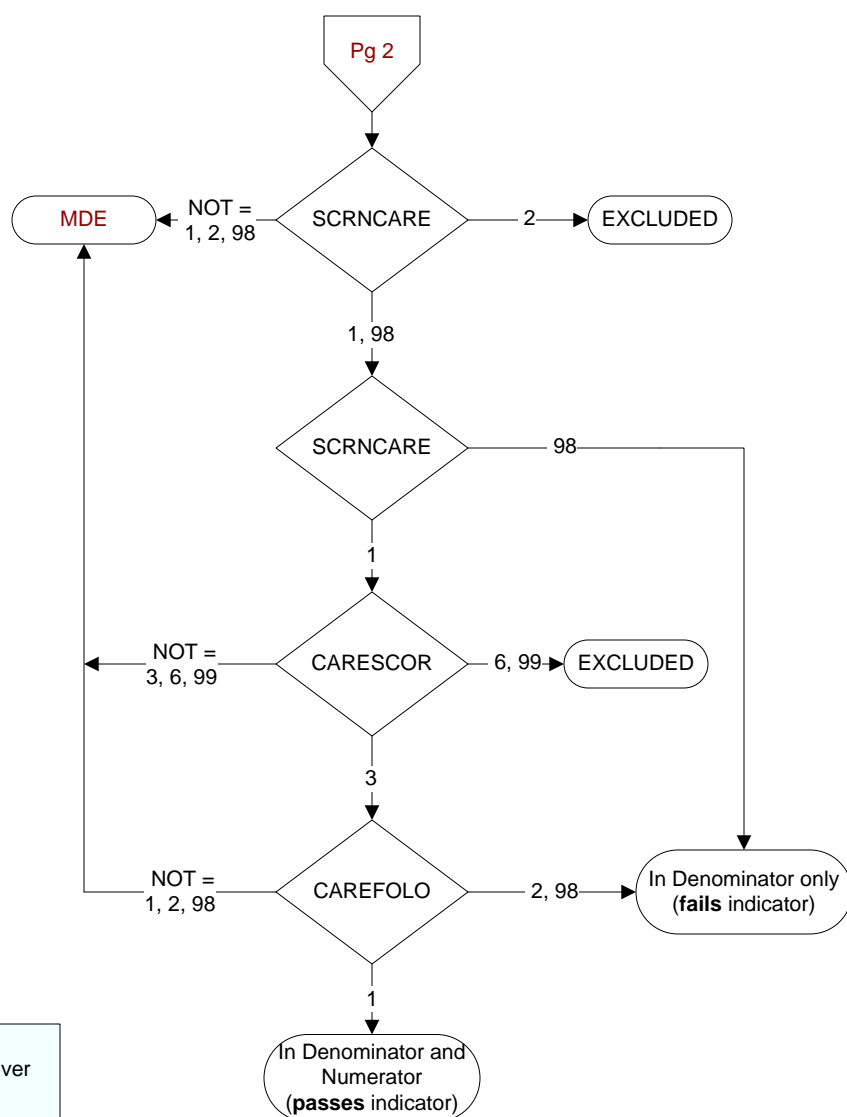 Pg 2
NOT =
1, 2, 98
MDE
SCRNCARE
2
EXCLUDED
1, 98
SCRNCARE
98
1
NOT =
3, 6, 99
CARESCOR
6, 99
EXCLUDED
3
NOT =
1, 2, 98
CAREFOLO
2, 98
In Denominator only
(fails indicator)
1
In Denominator and
Numerator
(passes indicator)